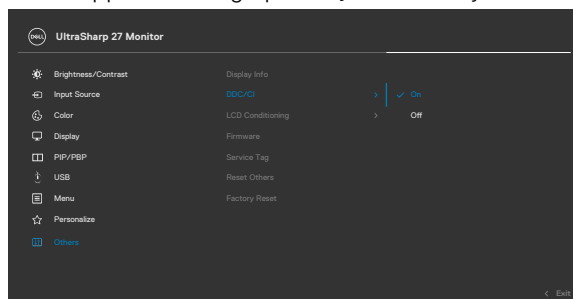 DELL UltraSharp 27 Monitor
Brightness/Contrast Display Info
Input Source DDC/CI > ✓ On
Color LCD Conditioning > Off
Display Firmware
PIP/PBP Service Tag
USB Reset Others
Menu Factory Reset
Personalize
Others
< Exit